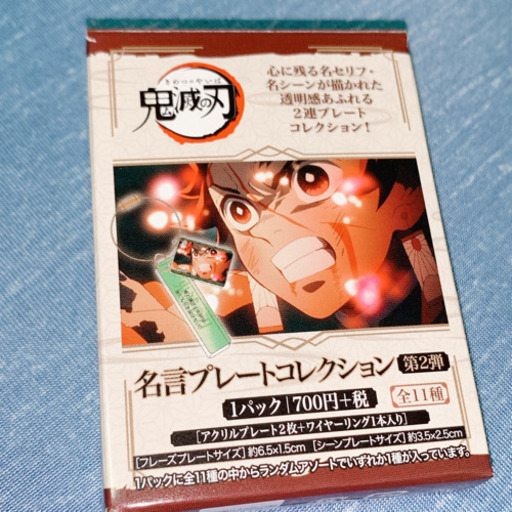 きめつのやいば
鬼滅の刃
心に残る名セリフ・
名シーンが描かれた
透明感あふれる
2連プレート
コレクション！
名言プレートコレクション 第2弾
1パック|700円+税 全11種
[アクリルプレート2枚+ワイヤーリング1本入り]
[フレーズプレートサイズ]約6.5×1.5cm [シーンプレートサイズ]約3.5×2.5cm
1パックに全11種の中からランダムアソートでいずれか1種が入っています。